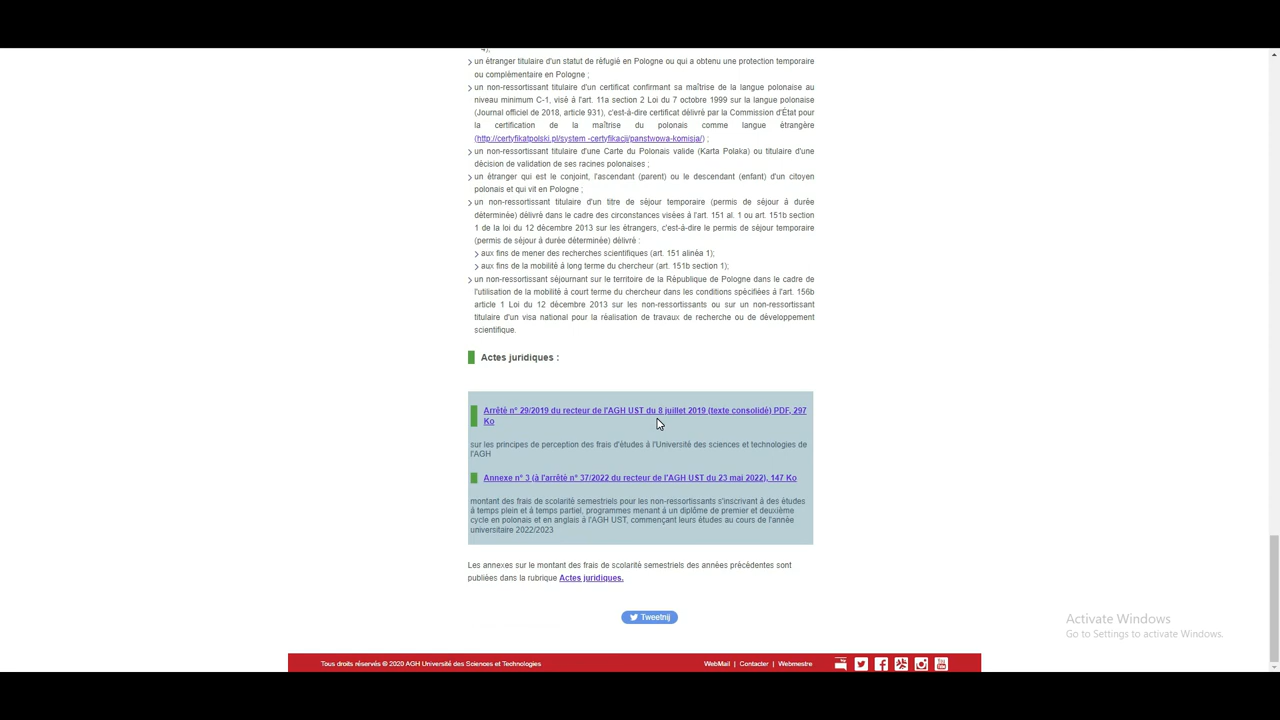 4);
un étranger titulaire d'un statut de réfugié en Pologne ou qui a obtenu une protection temporaire
ou complémentaire en Pologne ;
un non-ressortissant titulaire d'un certificat confirmant sa maîtrise de la langue polonaise au
niveau minimum C-1, visé à l'art. 11a section 2 Loi du 7 octobre 1999 sur la langue polonaise
(Journal officiel de 2018, article 931), c'est-à-dire certificat délivré par la Commission d'État pour
la certification de la maîtrise du polonais comme langue étrangère
(http://certyfikatpolski.pl/system -certyfikacji/panstwowa-komisja/) ;
un non-ressortissant titulaire d'une Carte du Polonais valide (Karta Polaka) ou titulaire d'une
décision de validation de ses racines polonaises ;
un étranger qui est le conjoint, l'ascendant (parent) ou le descendant (enfant) d'un citoyen
polonais et qui vit en Pologne ;
un non-ressortissant titulaire d'un titre de séjour temporaire (permis de séjour à durée
déterminée) délivré dans le cadre des circonstances visées à l'art. 151 al. 1 ou art. 151b section
1 de la loi du 12 décembre 2013 sur les étrangers, c'est-à-dire le permis de séjour temporaire
(permis de séjour à durée déterminée) délivré :
aux fins de mener des recherches scientifiques (art. 151 alinéa 1);
aux fins de la mobilité à long terme du chercheur (art. 151b section 1);
un non-ressortissant séjournant sur le territoire de la République de Pologne dans le cadre de
l'utilisation de la mobilité à court terme du chercheur dans les conditions spécifiées à l'art. 156b
article 1 Loi du 12 décembre 2013 sur les non-ressortissants ou sur un non-ressortissant
titulaire d'un visa national pour la réalisation de travaux de recherche ou de développement
scientifique.
Actes juridiques :
Arrêté n° 29/2019 du recteur de l'AGH UST du 8 juillet 2019 (texte consolidé) PDF, 297
Ko
sur les principes de perception des frais d'études à l'Université des sciences et technologies de
l'AGH
Annexe n° 3 (à l'arrêté n° 37/2022 du recteur de l'AGH UST du 23 mai 2022), 147 Ko
montant des frais de scolarité semestriels pour les non-ressortissants s'inscrivant à des études
à temps plein et à temps partiel, programmes menant à un diplôme de premier et deuxième
cycle en polonais et en anglais à l'AGH UST, commençant leurs études au cours de l'année
universitaire 2022/2023
Les annexes sur le montant des frais de scolarité semestriels des années précédentes sont
publiées dans la rubrique Actes juridiques.
Tweetnij
Activate Windows
Go to Settings to activate Windows.
Tous droits réservés © 2020 AGH Université des Sciences et Technologies
WebMail | Contacter | Webmestre